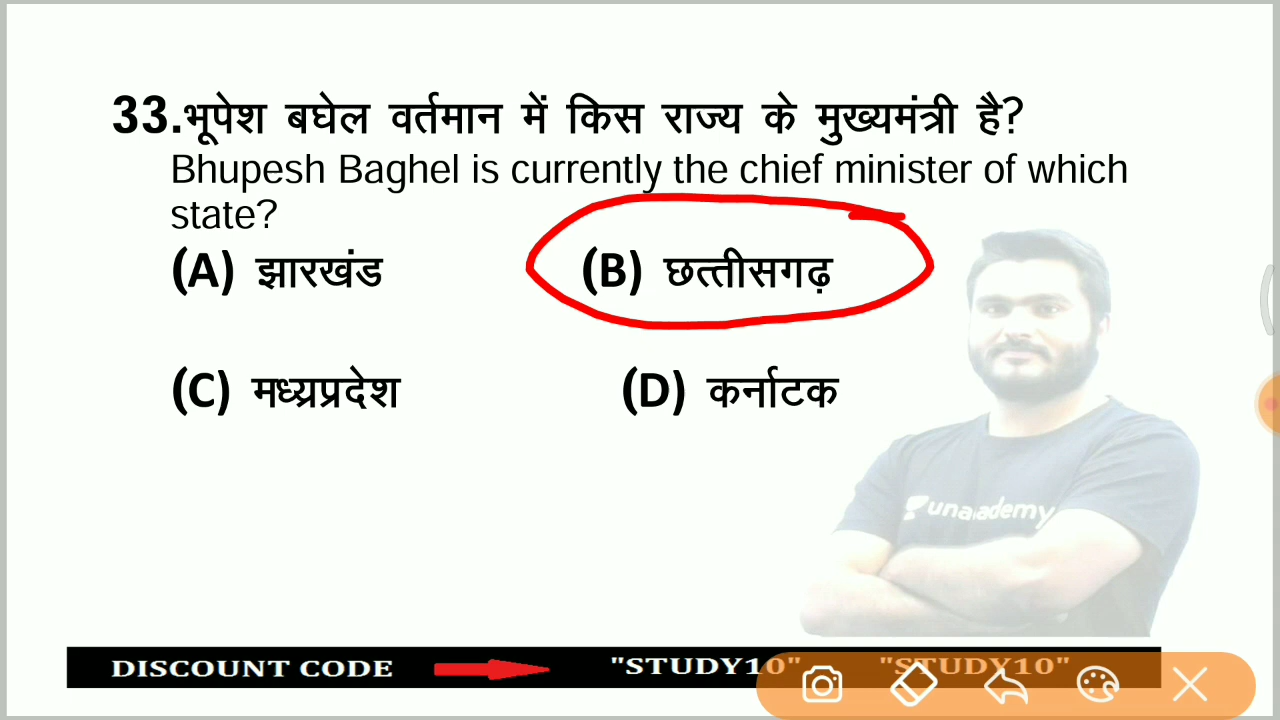 33.भूपेश बघेल वर्तमान में किस राज्य के मुख्यमंत्री है?
Bhupesh Baghel is currently the chief minister of which
state?
(A) झारखंड (B) छत्तीसगढ़
(C) मध्यप्रदेश (D) कर्नाटक
unacademy
DISCOUNT CODE "STUDY10" "STUDY10"